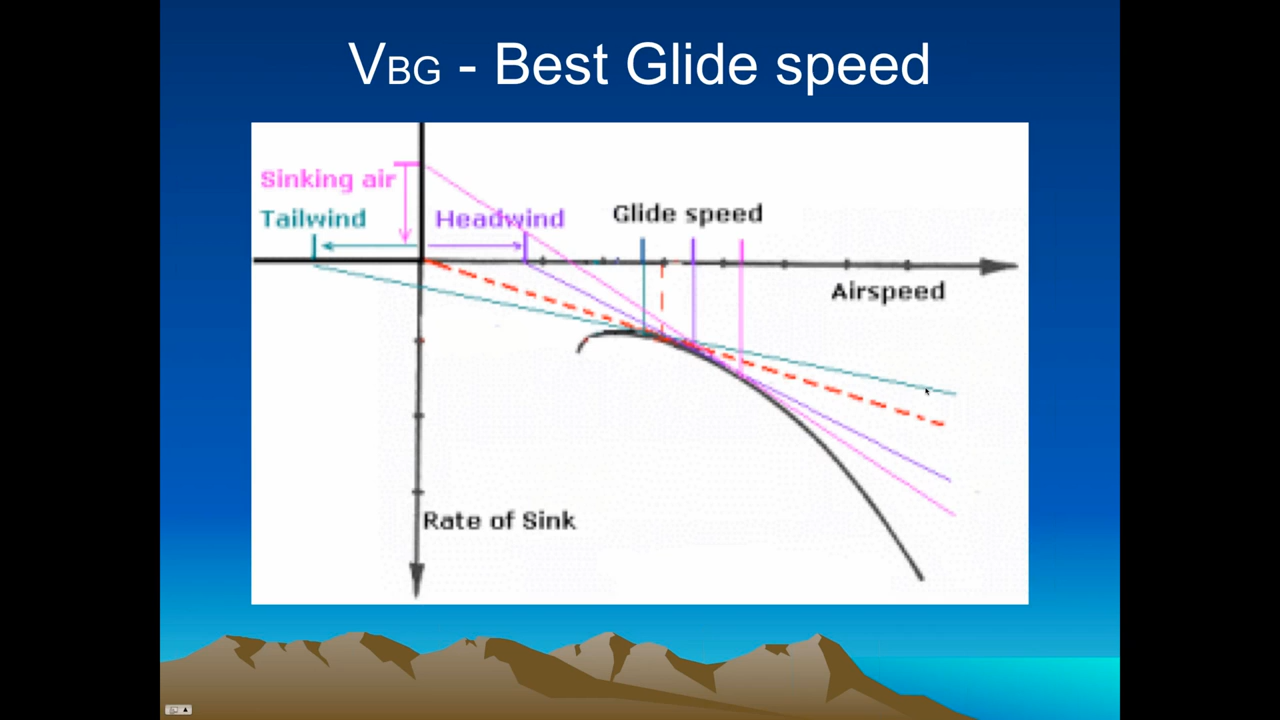 VBG - Best Glide speed
Sinking air
Tailwind
Headwind
Glide speed
Airspeed
Rate of Sink